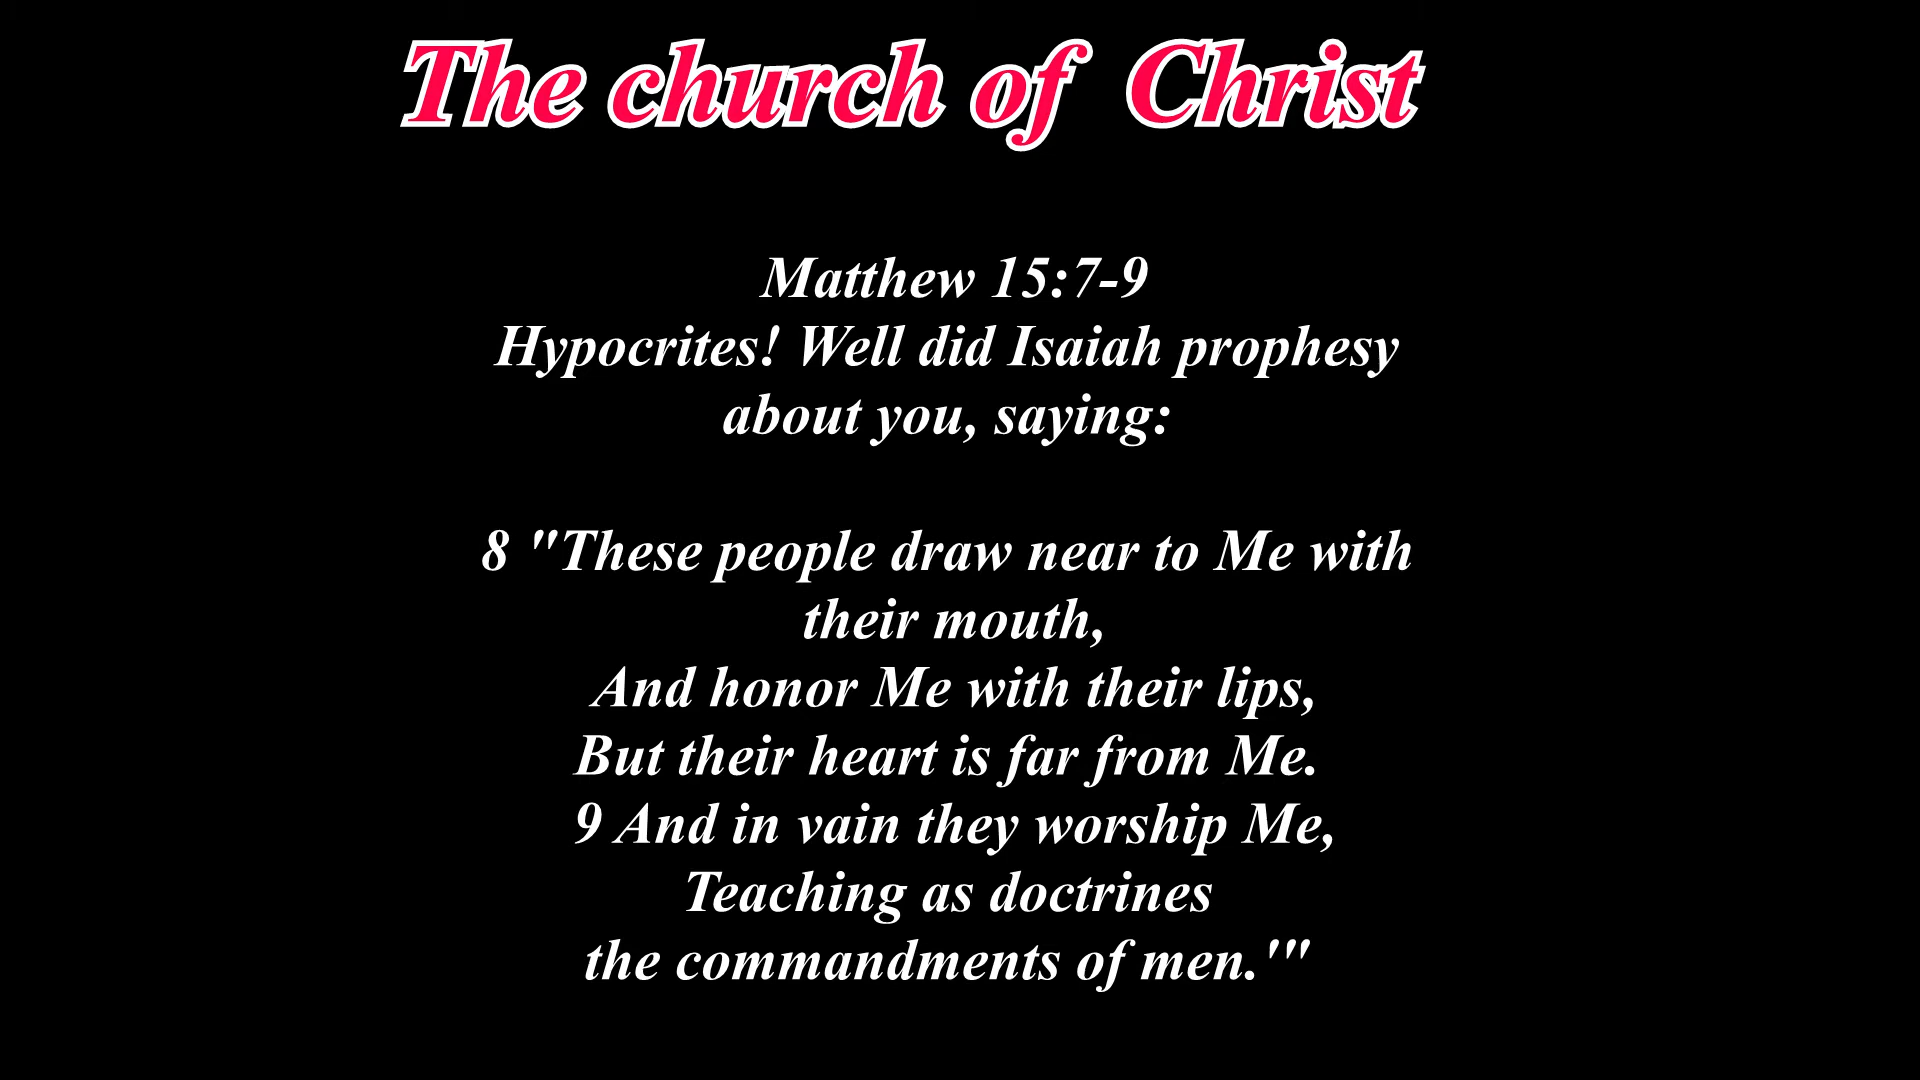 The church of Christ
Matthew 15:7-9
Hypocrites! Well did Isaiah prophesy
about you, saying:
8 "These people draw near to Me with
their mouth,
And honor Me with their lips,
But their heart is far from Me.
9 And in vain they worship Me,
Teaching as doctrines
the commandments of men.'"